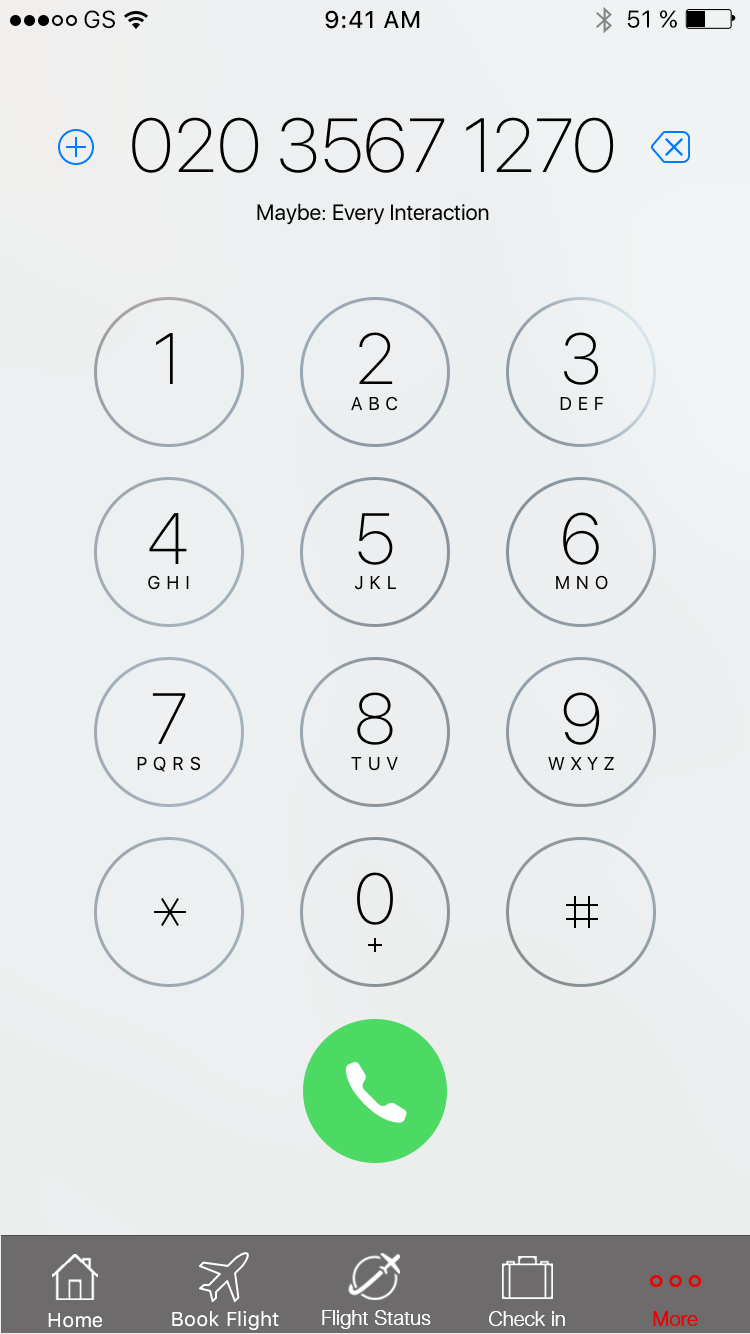 GS 9:41 AM 51 %
020 3567 1270
Maybe: Every Interaction
1 2 3
ABC DEF
4 5 6
GHI JKL MNO
7 8 9
PQRS TUV WXYZ
* 0 #
+
Home Book Flight Flight Status Check in More